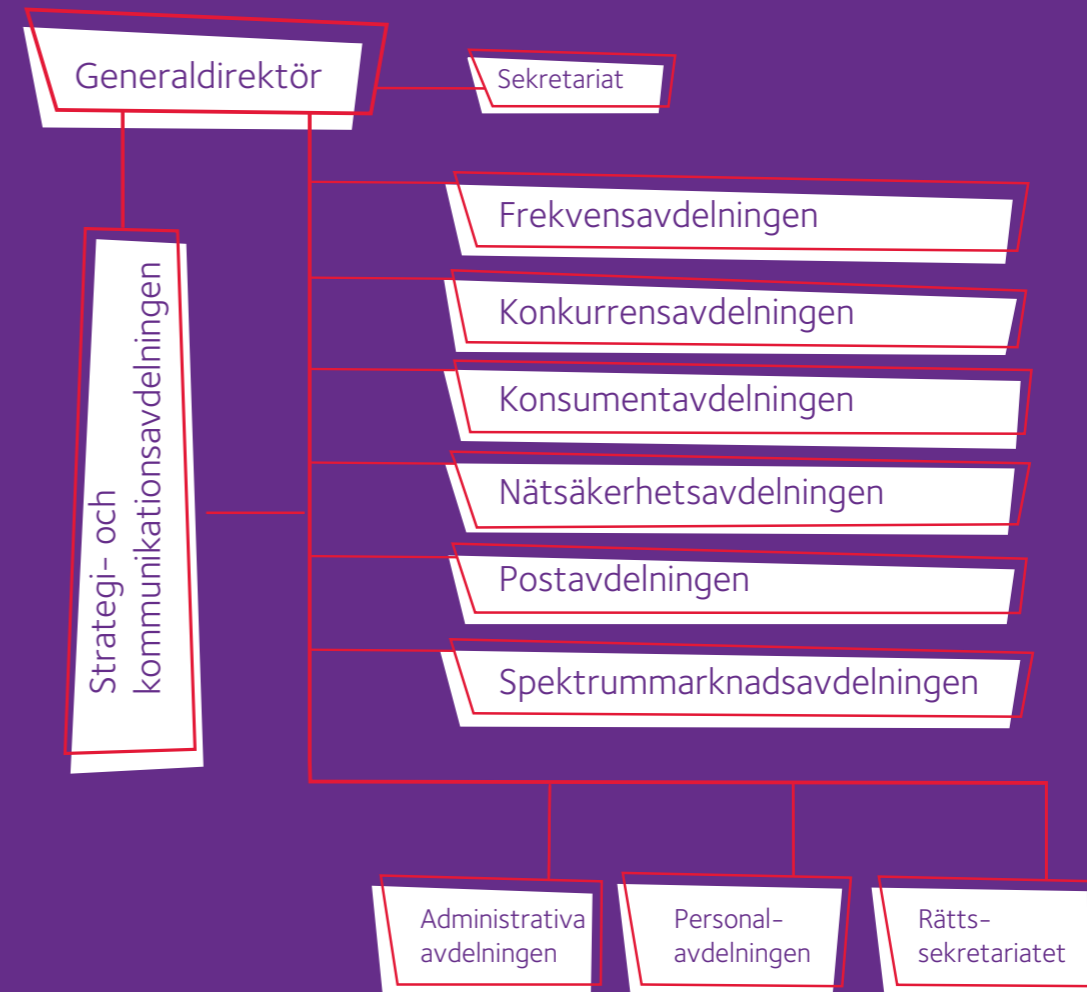 Generaldirektör
Sekretariat
Frekvensavdelningen
Konkurrensavdelningen
Konsumentavdelningen
Nätsäkerhetsavdelningen
Postavdelningen
Spektrummarknadsavdelningen
Strategi- och
kommunikationsavdelningen
Administrativa
avdelningen
Personal-
avdelningen
Rätts-
sekretariatet